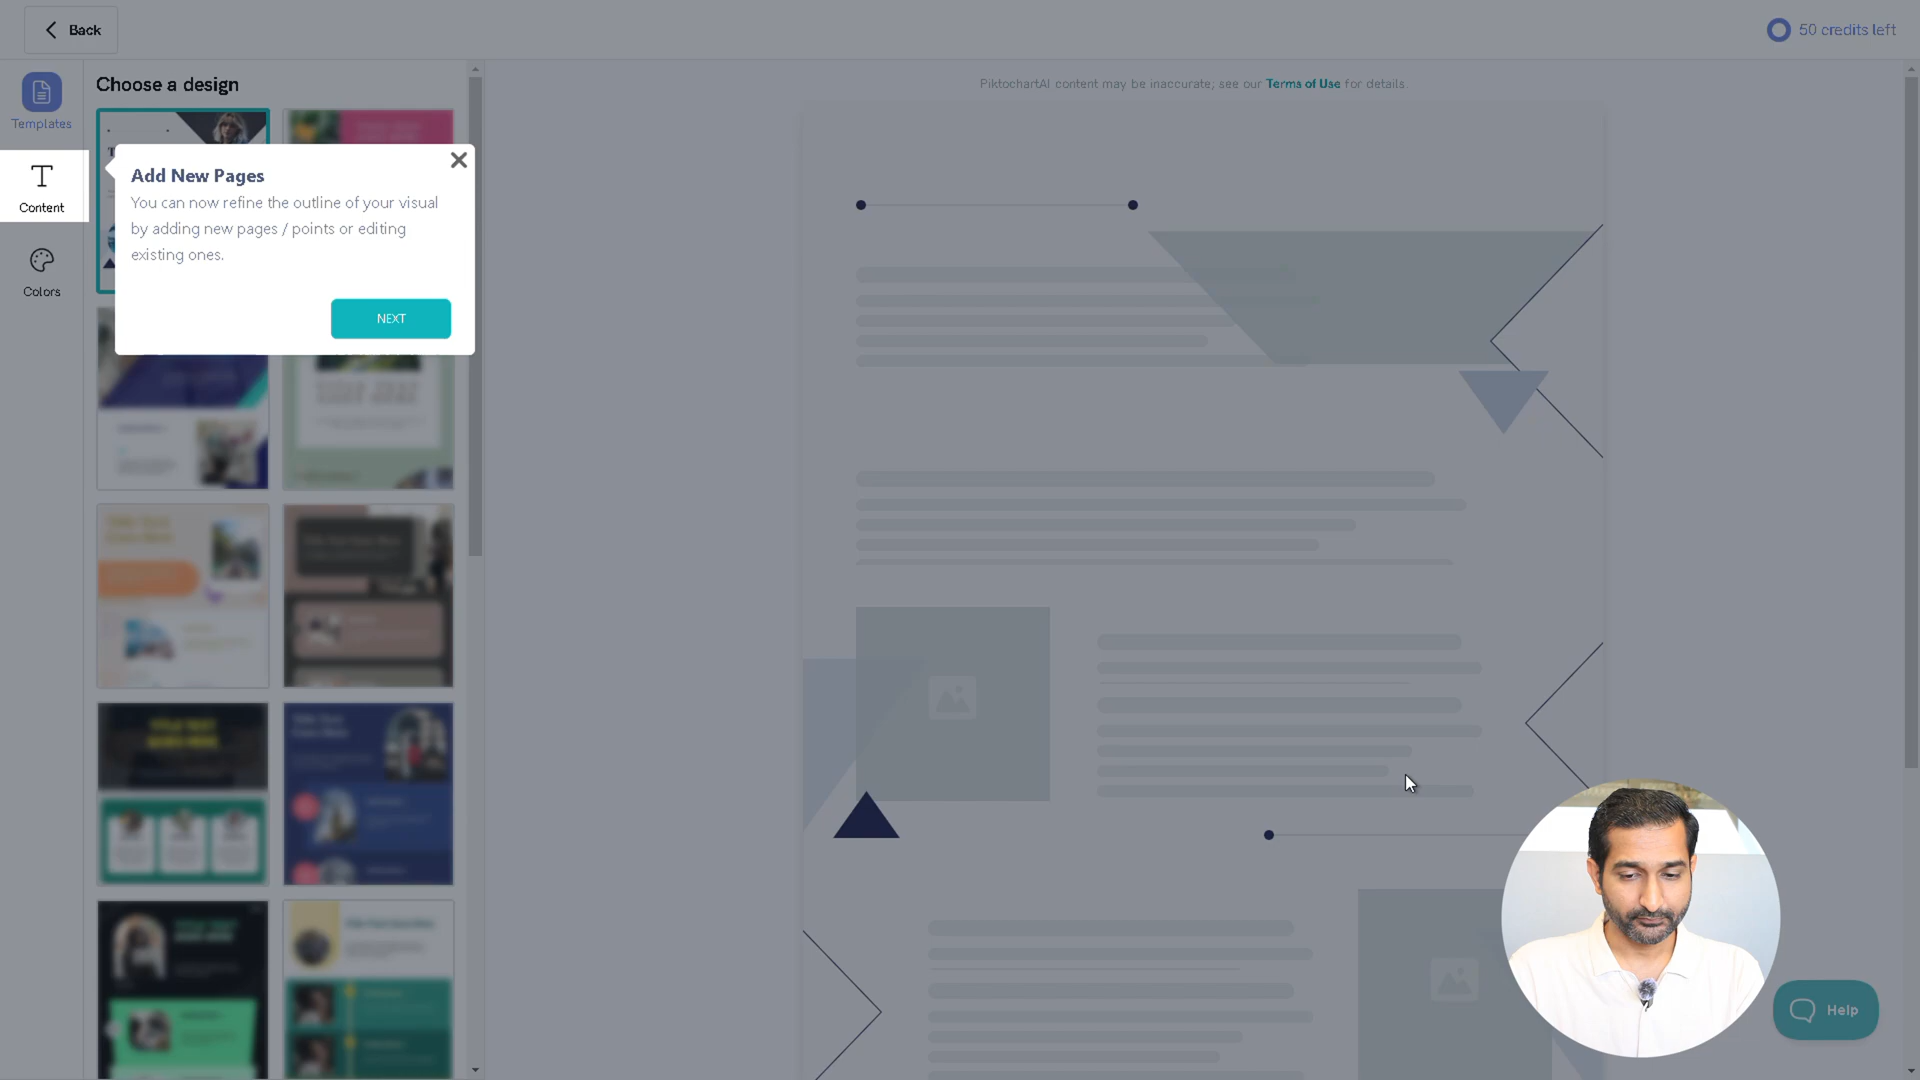 Back
50 credits left
Choose a design
PiktochartAI content may be inaccurate; see our Terms of Use for details.
Templates
Add New Pages
You can now refine the outline of your visual
by adding new pages / points or editing
existing ones.
NEXT
Content
Colors
Help